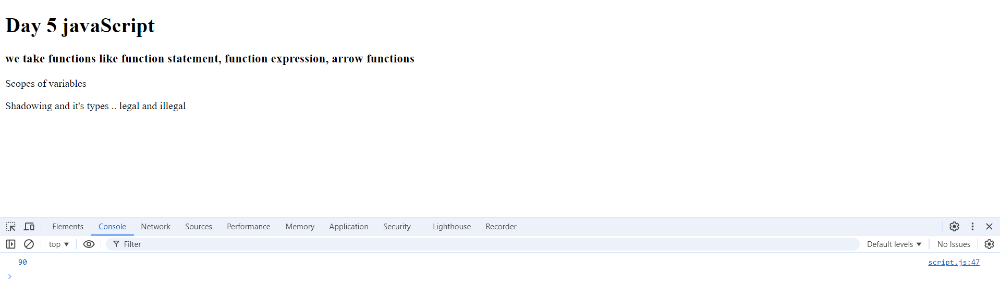 Day 5 javaScript
we take functions like function statement, function expression, arrow functions
Scopes of variables
Shadowing and it's types .. legal and illegal
Elements Console Network Sources Performance Memory Application Security Lighthouse Recorder
top Filter Default levels No Issues
90 script.js:47